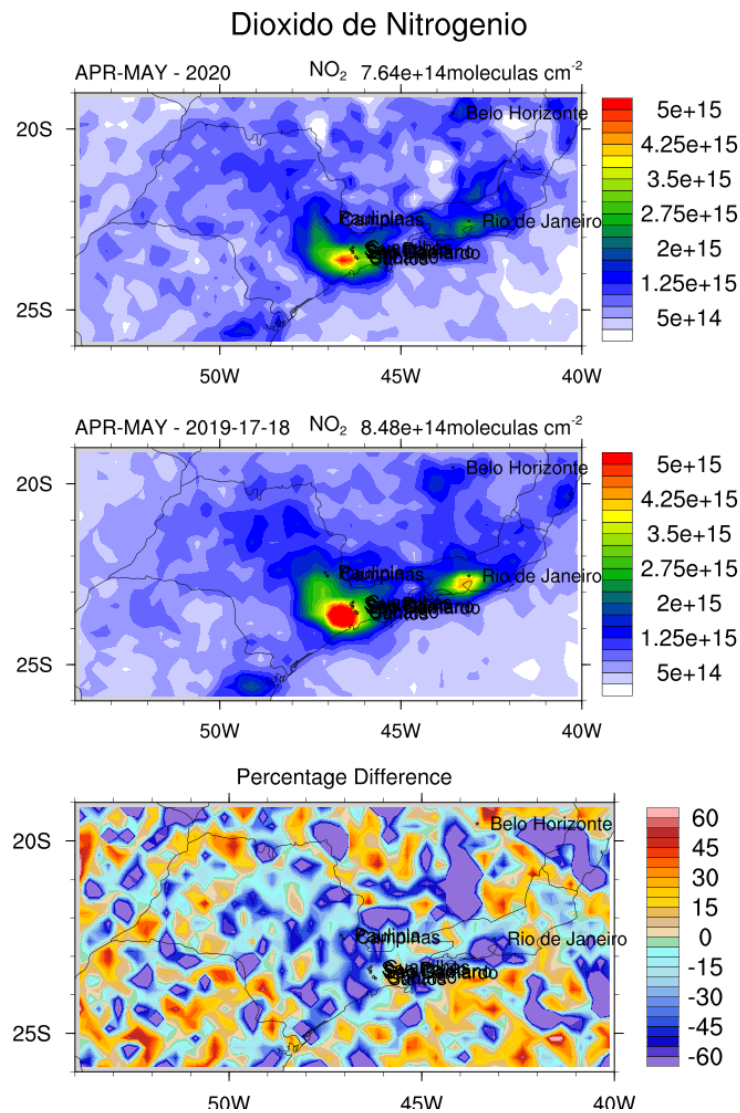 Dioxido de Nitrogenio
APR-MAY - 2020 NO₂ 7.64e+14moleculas cm⁻²
20S
25S
50W 45W 40W
Belo Horizonte
Campinas
Rio de Janeiro
5e+15
4.25e+15
3.5e+15
2.75e+15
2e+15
1.25e+15
5e+14
APR-MAY - 2019-17-18 NO₂ 8.48e+14moleculas cm⁻²
20S
25S
50W 45W 40W
Belo Horizonte
Campinas
Rio de Janeiro
5e+15
4.25e+15
3.5e+15
2.75e+15
2e+15
1.25e+15
5e+14
Percentage Difference
20S
25S
50W 45W 40W
Belo Horizonte
Campinas
Rio de Janeiro
60
45
30
15
0
-15
-30
-45
-60